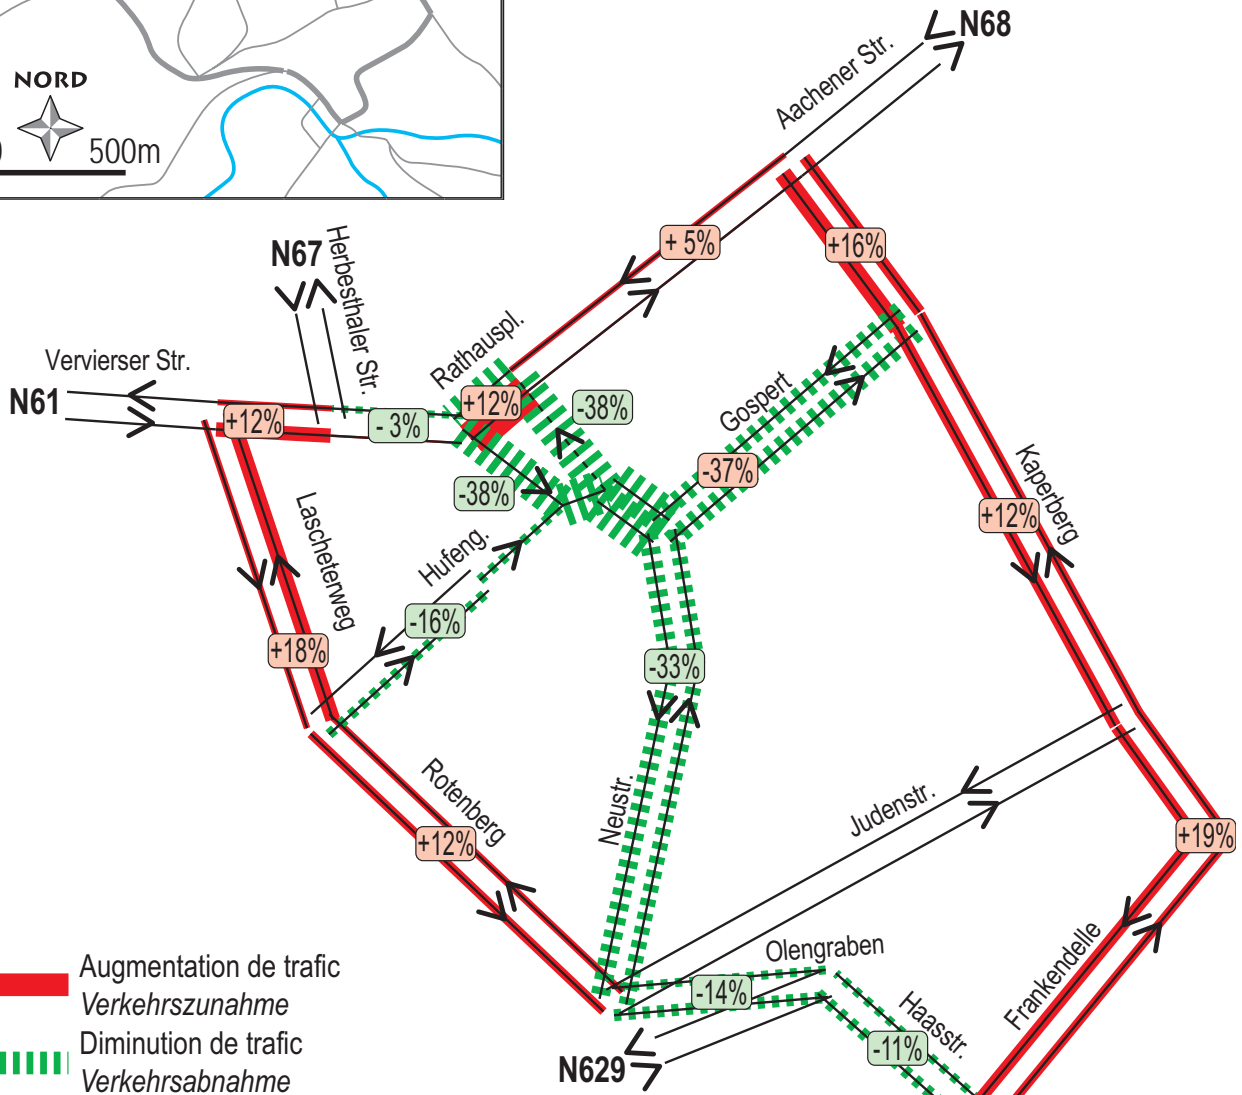 NORD
0 500m
N68
Aachener Str.
+ 5%
+16%
N67
Herbesthaler Str.
Vervierser Str.
N61
Rathauspl.
+12%
+12%
- 3%
-38%
-38%
Gospert
-37%
Kaperberg
+12%
Lascheterweg
Hufeng.
-16%
+18%
-33%
Rotenberg
+12%
Neustr.
Judenstr.
+19%
Olengraben
-14%
Haasstr.
-11%
Frankendelle
N629
Augmentation de trafic
Verkehrszunahme
Diminution de trafic
Verkehrsabnahme